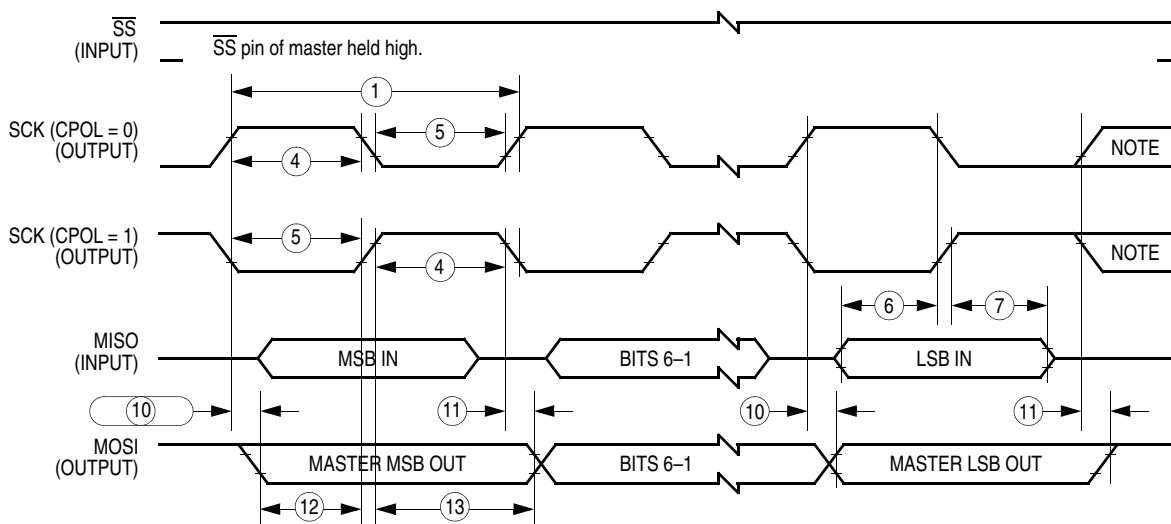 SS
(INPUT)
SS pin of master held high.
1
SCK (CPOL = 0)
(OUTPUT)
5
4
NOTE
SCK (CPOL = 1)
(OUTPUT)
5
4
NOTE
6
7
MISO
(INPUT)
MSB IN
BITS 6–1
LSB IN
10
11
10
11
MOSI
(OUTPUT)
MASTER MSB OUT
BITS 6–1
MASTER LSB OUT
12
13